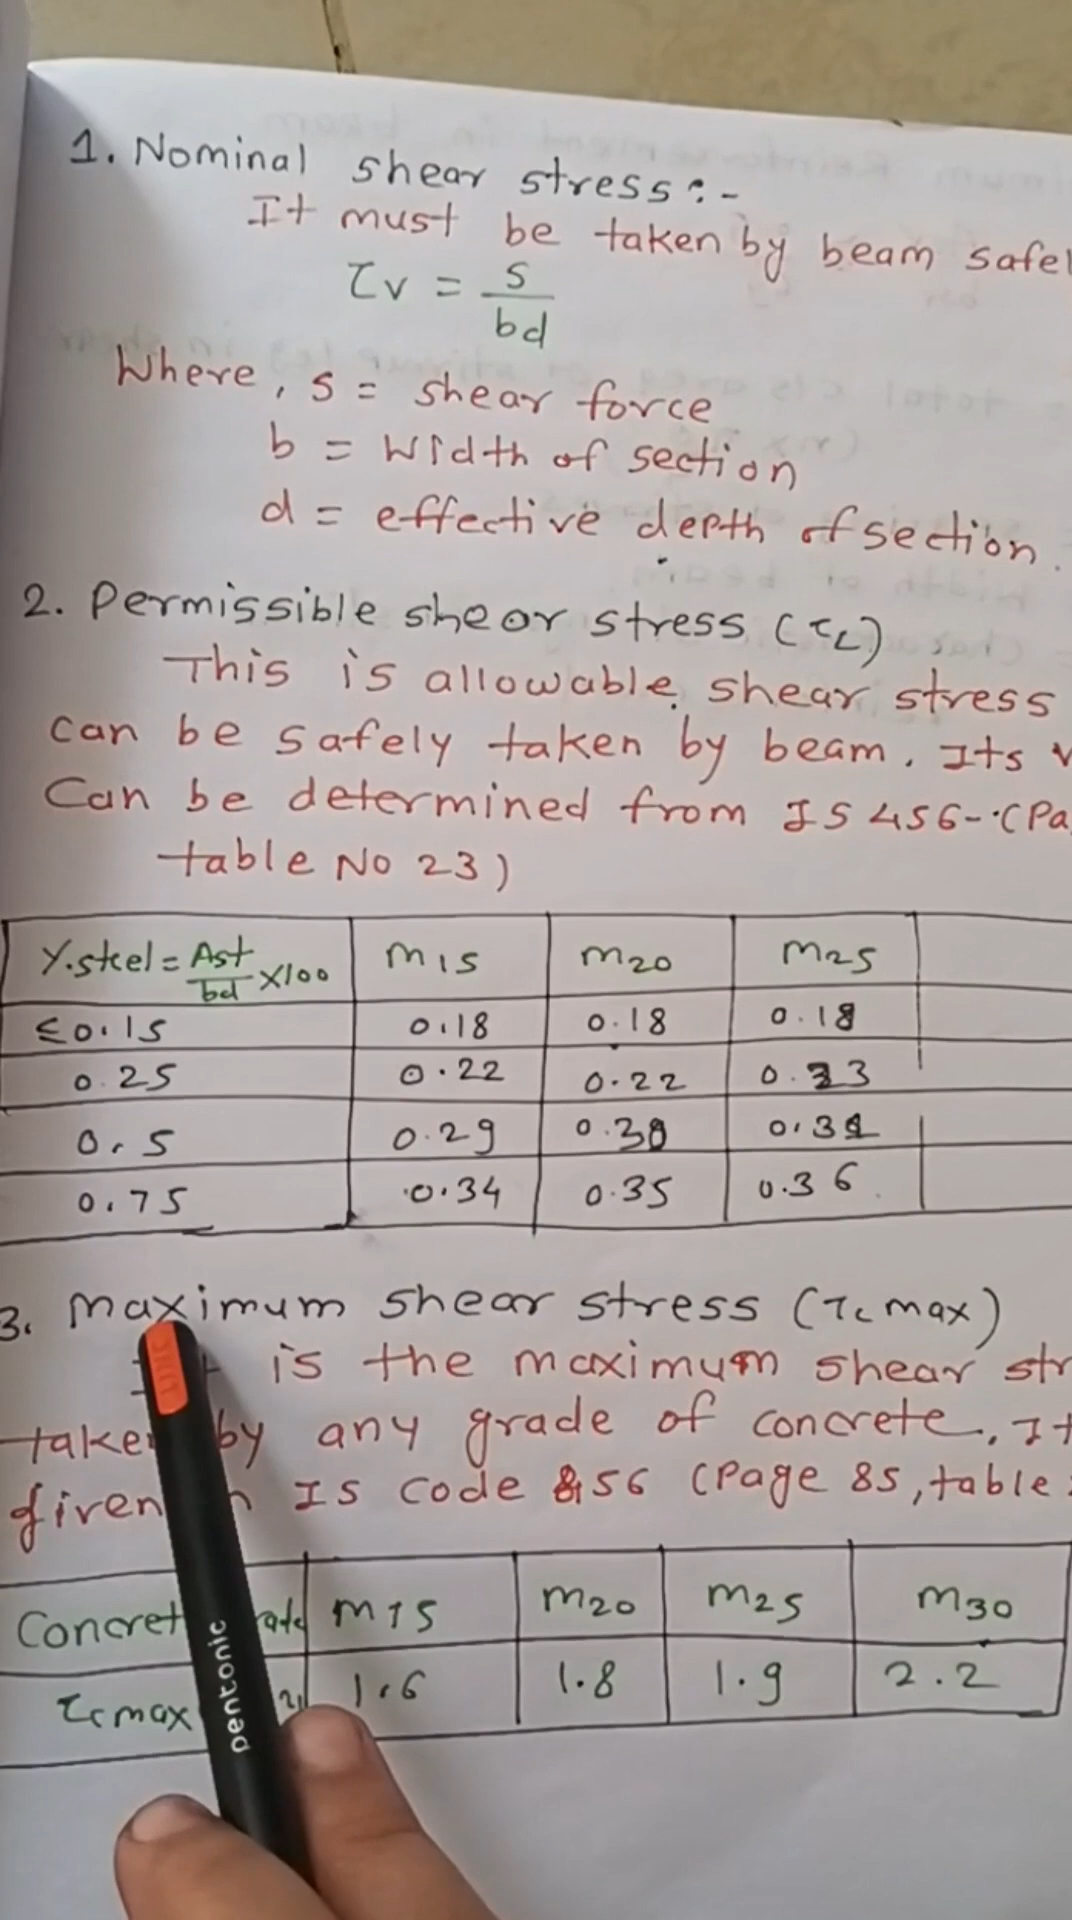 1. Nominal shear stress:-
It must be taken by beam safel
τv = s/bd
Where, s = shear force
b = width of section
d = effective depth of section.
2. Permissible shear stress (τc)
This is allowable shear stress
can be safely taken by beam. Its
Can be determined from IS 456-(Pa
table No 23)
%steel = Ast/bd ×100 M15 M20 M25
≤0.15 0.18 0.18 0.18
0.25 0.22 0.22 0.23
0.5 0.29 0.30 0.31
0.75 0.34 0.35 0.36
3. Maximum shear stress (τc max)
is the maximum shear str
take by any grade of concrete. It
given n IS code 456 (Page 85, table
Concret rade M15 M20 M25 M30
τc max 1.6 1.8 1.9 2.2
pentonic